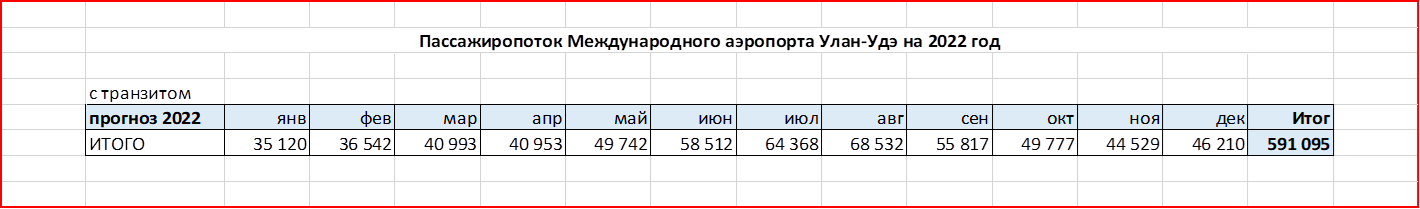 Пассажиропоток Международного аэропорта Улан-Удэ на 2022 год
с транзитом
прогноз 2022 янв фев мар апр май июн июл авг сен окт ноя дек Итог
ИТОГО 35 120 36 542 40 993 40 953 49 742 58 512 64 368 68 532 55 817 49 777 44 529 46 210 591 095